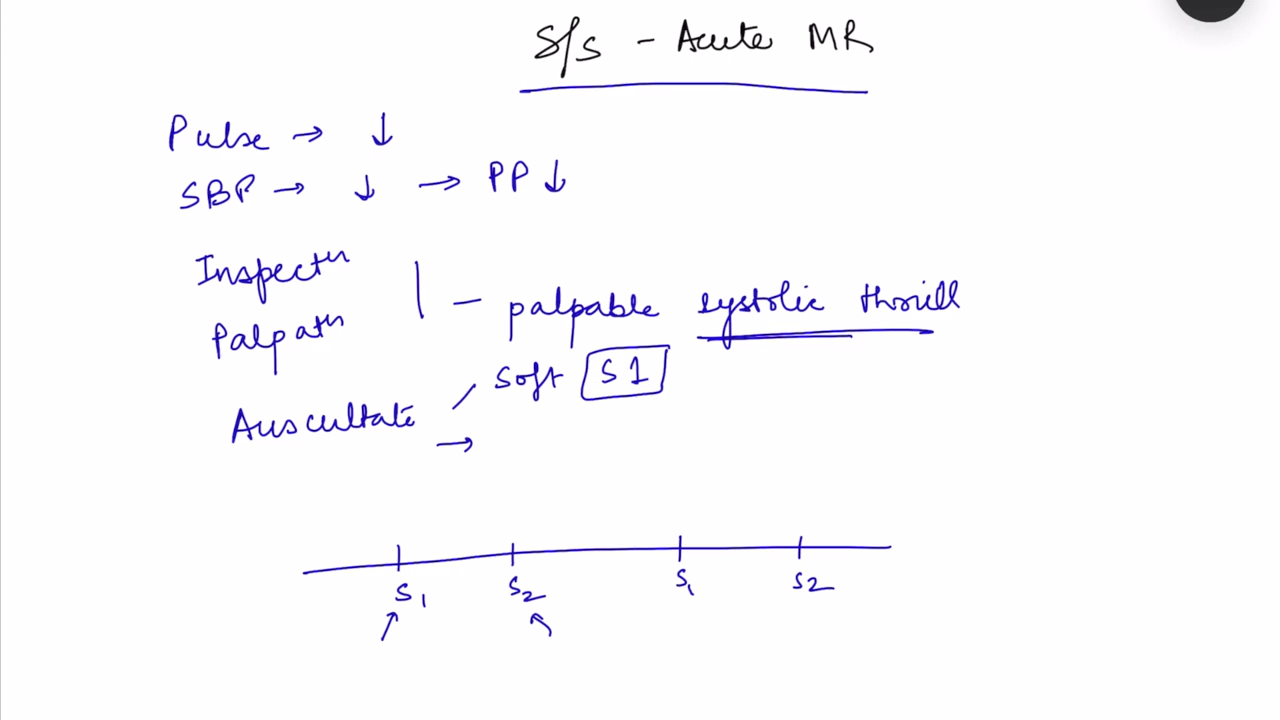 S/s - Acute MR
Pulse → ↓
SBP → ↓ → PP ↓
Inspectn
Palpatn | - palpable systolic thrill
Auscultate / soft S1
→
S1 S2 S1 S2